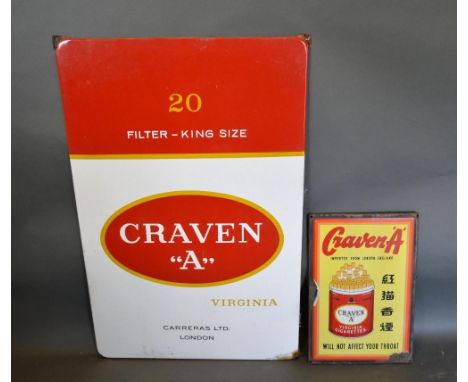 20
FILTER – KING SIZE
CRAVEN
"A"
VIRGINIA
CARRERAS LTD.
LONDON
Craven "A"
IMPORTED FROM LONDON ENGLAND
紅
貓
香
煙
CRAVEN
"A"
VIRGINIA
CIGARETTES
WILL NOT AFFECT YOUR THROAT